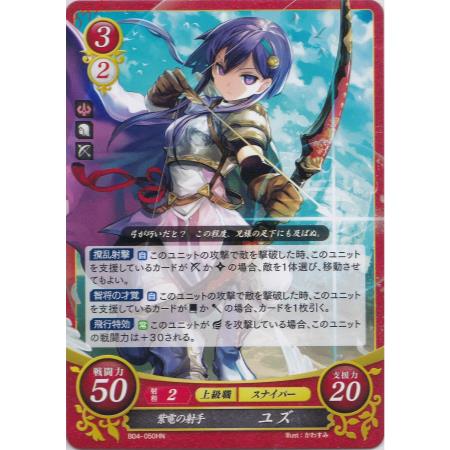 3
2
弓が巧いだと? この程度、兄様の足下にも及ばぬ。
撹乱射撃 自 このユニットの攻撃で敵を撃破した時、このユニット
を支援しているカードが か の場合、敵を1体選び、移動させ
てもよい。
智将の才覚 自 このユニットの攻撃で敵を撃破した時、このユニット
を支援しているカードが か の場合、カードを1枚引く。
飛行特効 常 このユニットが を攻撃している場合、このユニット
の戦闘力は+30される。
戦闘力
50
射程 2
上級職
スナイパー
支援力
20
紫電の射手 ユズ
B04-050HN
Illust:かわすみ